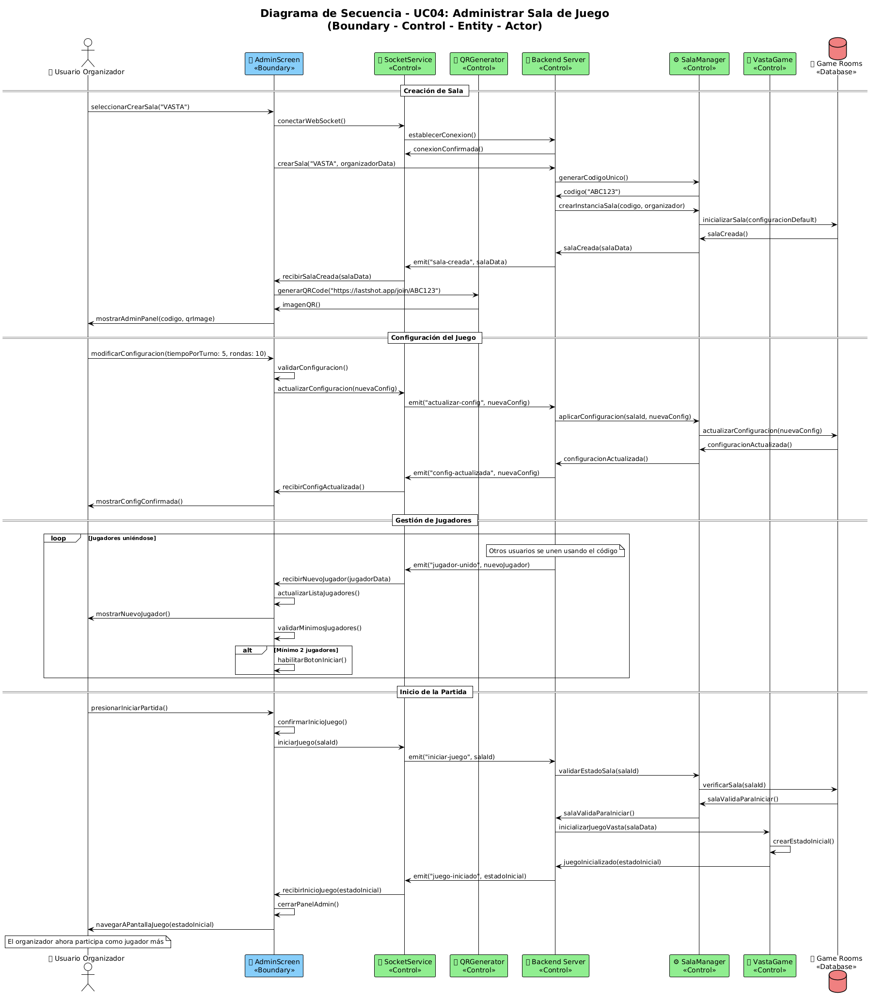 Diagrama de Secuencia - UC04: Administrar Sala de Juego
(Boundary - Control - Entity - Actor)
Usuario Organizador
AdminScreen
«Boundary»
SocketService
«Control»
QRGenerator
«Control»
Backend Server
«Control»
⚙ SalaManager
«Control»
VastaGame
«Control»
Game Rooms
«Database»
Creación de Sala
seleccionarCrearSala("VASTA")
conectarWebSocket()
establecerConexion()
conexionConfirmada()
crearSala("VASTA", organizadorData)
generarCodigoUnico()
codigo("ABC123")
crearInstanciaSala(codigo, organizador)
inicializarSala(configuracionDefault)
salaCreada()
salaCreada(salaData)
emit("sala-creada", salaData)
recibirSalaCreada(salaData)
generarQRCode("https://lastshot.app/join/ABC123")
imagenQR()
mostrarAdminPanel(codigo, qrImage)
Configuración del Juego
modificarConfiguracion(tiempoPorTurno: 5, rondas: 10)
validarConfiguracion()
actualizarConfiguracion(nuevaConfig)
emit("actualizar-config", nuevaConfig)
aplicarConfiguracion(salaId, nuevaConfig)
actualizarConfiguracion(nuevaConfig)
configuracionActualizada()
configuracionActualizada()
emit("config-actualizada", nuevaConfig)
recibirConfigActualizada()
mostrarConfigConfirmada()
Gestión de Jugadores
loop [Jugadores uniéndose]
Otros usuarios se unen usando el código
emit("jugador-unido", nuevoJugador)
recibirNuevoJugador(jugadorData)
actualizarListaJugadores()
mostrarNuevoJugador()
validarMinimosJugadores()
alt [Mínimo 2 jugadores]
habilitarBotonIniciar()
Inicio de la Partida
presionarIniciarPartida()
confirmarInicioJuego()
iniciarJuego(salaId)
emit("iniciar-juego", salaId)
validarEstadoSala(salaId)
verificarSala(salaId)
salaValidaParaIniciar()
salaValidaParaIniciar()
inicializarJuegoVasta(salaData)
crearEstadoInicial()
juegoInicializado(estadoInicial)
emit("juego-iniciado", estadoInicial)
recibirInicioJuego(estadoInicial)
cerrarPanelAdmin()
navegarAPantallaJuego(estadoInicial)
El organizador ahora participa como jugador más
Usuario Organizador
AdminScreen
«Boundary»
SocketService
«Control»
QRGenerator
«Control»
Backend Server
«Control»
⚙ SalaManager
«Control»
VastaGame
«Control»
Game Rooms
«Database»